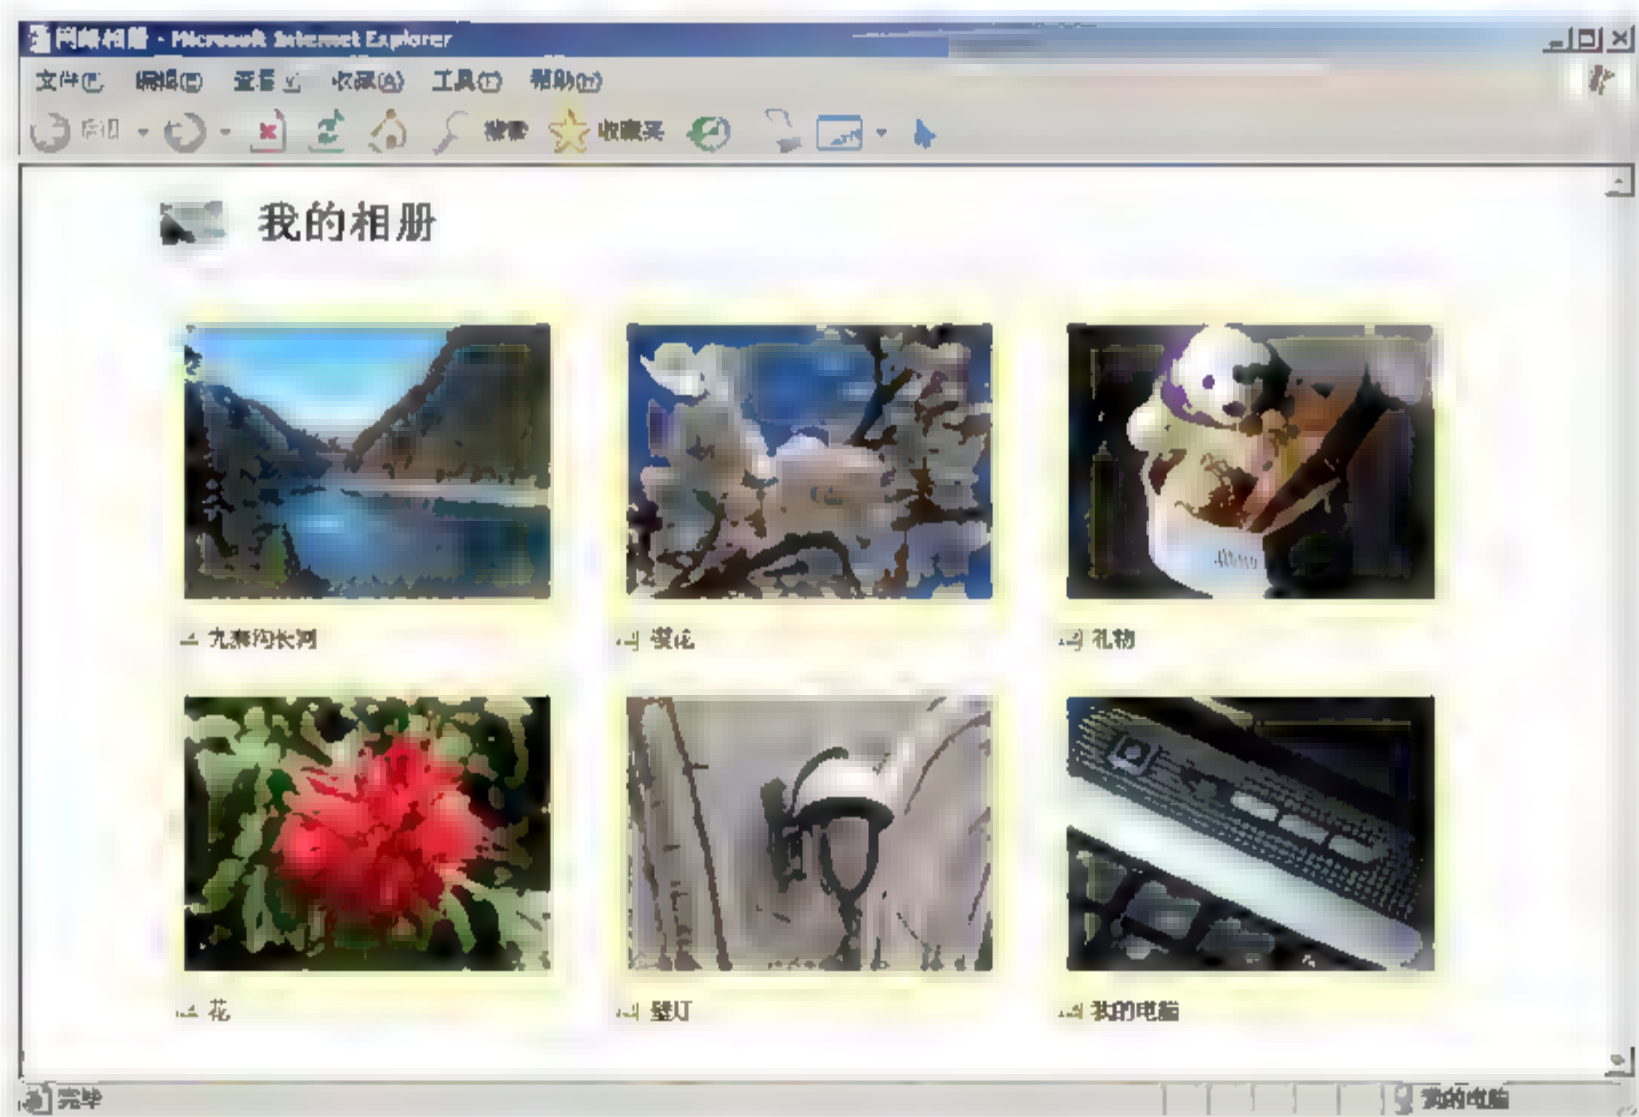 网络相册 - Microsoft Internet Explorer
文件(F) 编辑(E) 查看(V) 收藏(A) 工具(T) 帮助(H)
后退 搜索 收藏夹
我的相册
九寨沟长河
樱花
礼物
花
壁灯
我的电脑
完毕
我的电脑